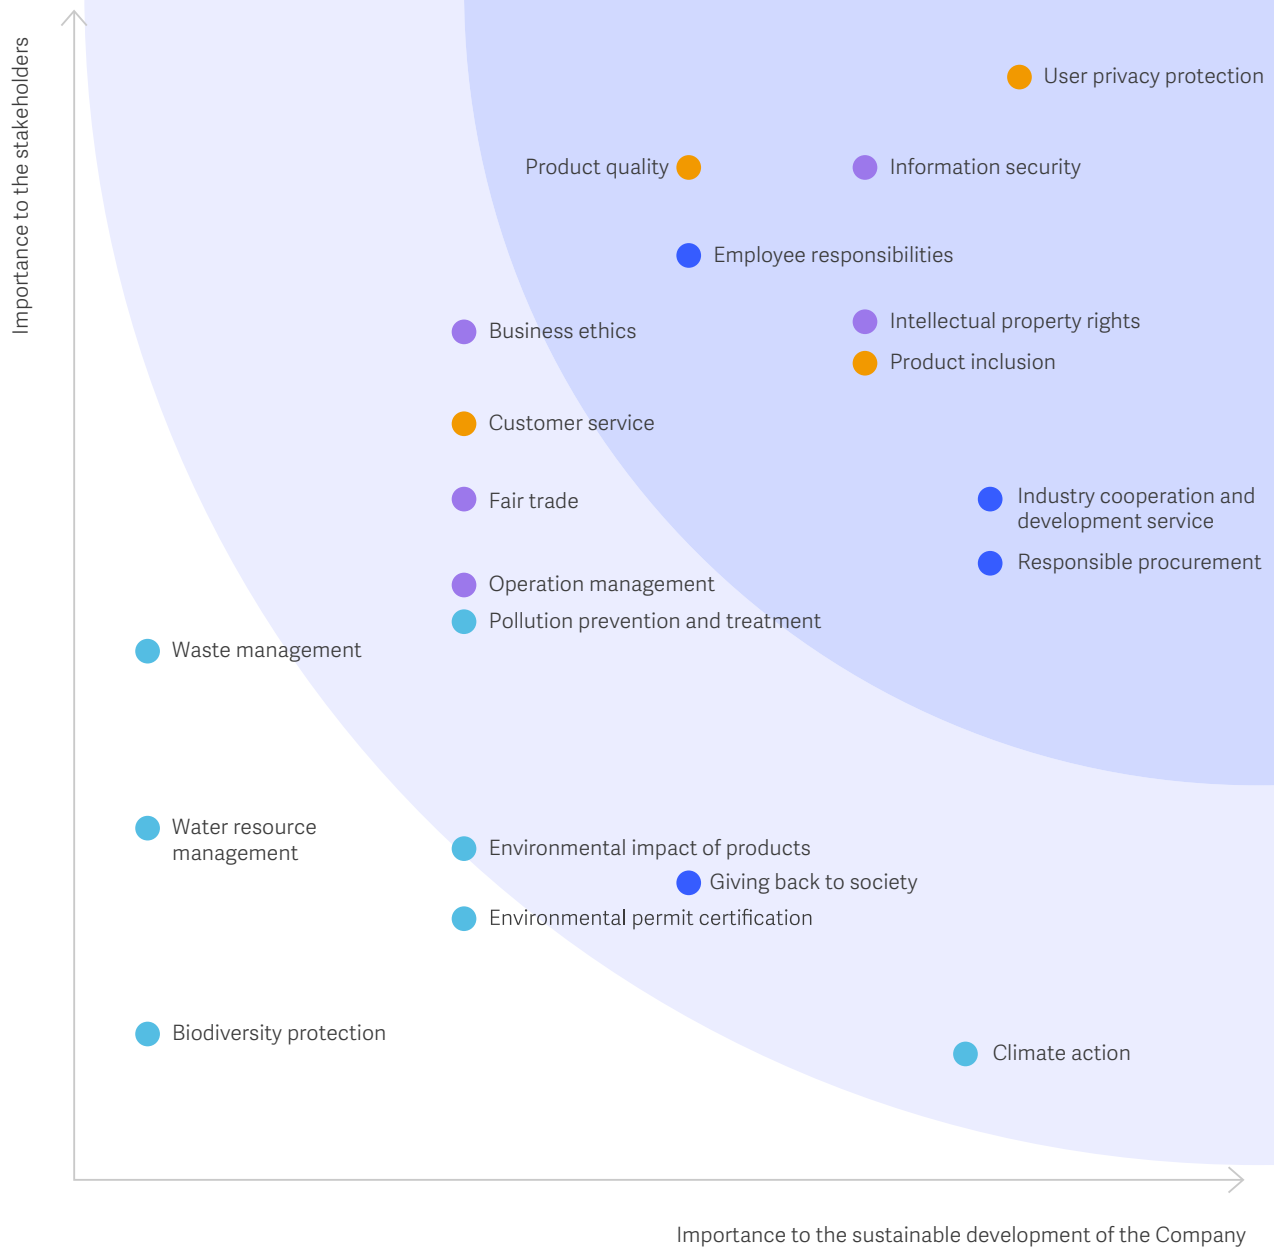 Importance to the stakeholders
User privacy protection
Product quality
Information security
Employee responsibilities
Intellectual property rights
Business ethics
Product inclusion
Customer service
Fair trade
Industry cooperation and
development service
Responsible procurement
Operation management
Pollution prevention and treatment
Waste management
Water resource
management
Environmental impact of products
Giving back to society
Environmental permit certification
Biodiversity protection
Climate action
Importance to the sustainable development of the Company